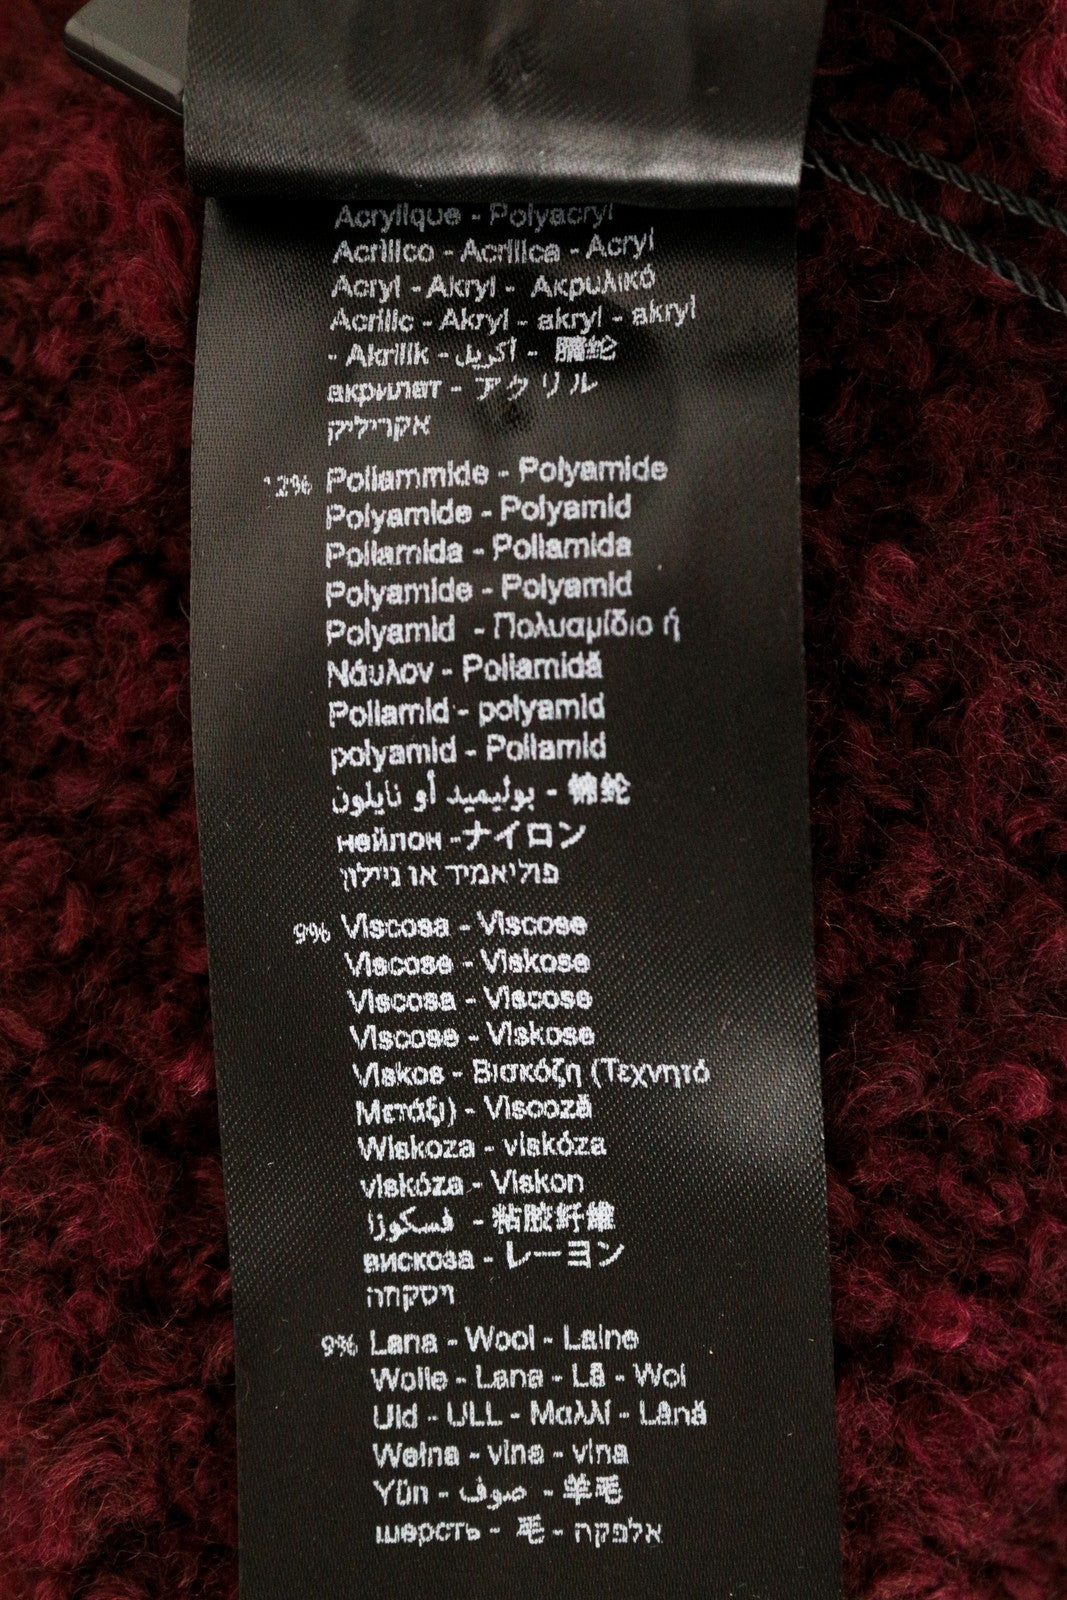 Acrylique - Polyacryl
Acrilico - Acrílica - Acryl
Acryl - Akryl - Ακρυλικό
Acrilic - Akryl - akryl - akryl
- Akrilik - أكريل - 腈纶
акрилат - アクリル
אקריליק
12% Poliammide - Polyamide
Polyamide - Polyamid
Poliamida - Poliamida
Polyamide - Polyamid
Polyamid - Πολυαμίδιο ή
Νάυλον - Poliamidă
Poliamid - polyamid
polyamid - Poliamid
بوليميد أو نايلون - 锦纶
нейлон -ナイロン
פוליאמיד או ניילון
9% Viscosa - Viscose
Viscose - Viskose
Viscosa - Viscose
Viscose - Viskose
Viskos - Βισκόζη (Τεχνητό
Μετάξι) - Viscoză
Wiskoza - viskóza
viskóza - Viskon
فسكوزا - 粘胶纤维
вискоза - レーヨン
ויסקחה
9% Lana - Wool - Laine
Wolle - Lana - Lã - Wol
Uld - ULL - Μαλλί - Lână
Wełna - vlna - vlna
Yün - صوف - 羊毛
шерсть - 毛 - אלפקה